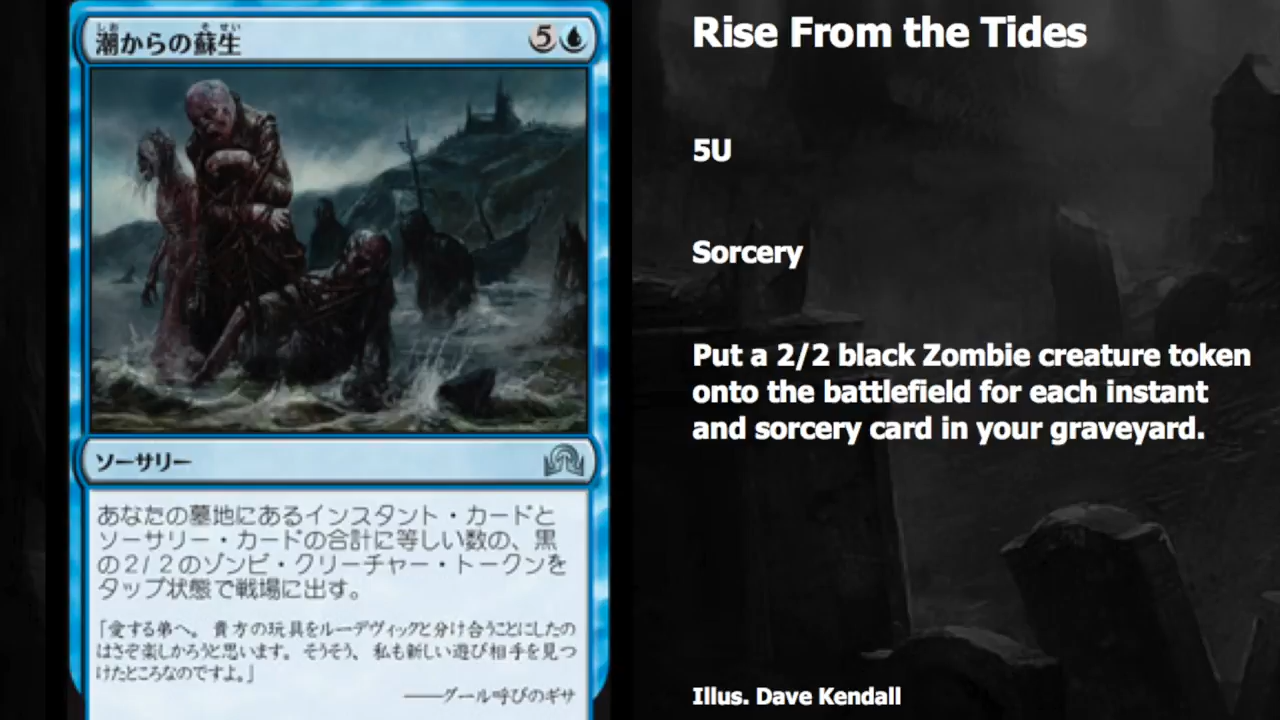 しお そせい
潮からの蘇生 5
ソーサリー
あなたの墓地にあるインスタント・カードと
ソーサリー・カードの合計に等しい数の、黒
の2/2のゾンビ・クリーチャー・トークンを
タップ状態で戦場に出す。
「愛する弟へ。貴方の玩具をルーデヴィックと分け合うことにしたの
はさぞ楽しかろうと思います。そうそう、私も新しい遊び相手を見つ
けたところなのですよ。」
――グール呼びのギサ
Rise From the Tides
5U
Sorcery
Put a 2/2 black Zombie creature token
onto the battlefield for each instant
and sorcery card in your graveyard.
Illus. Dave Kendall